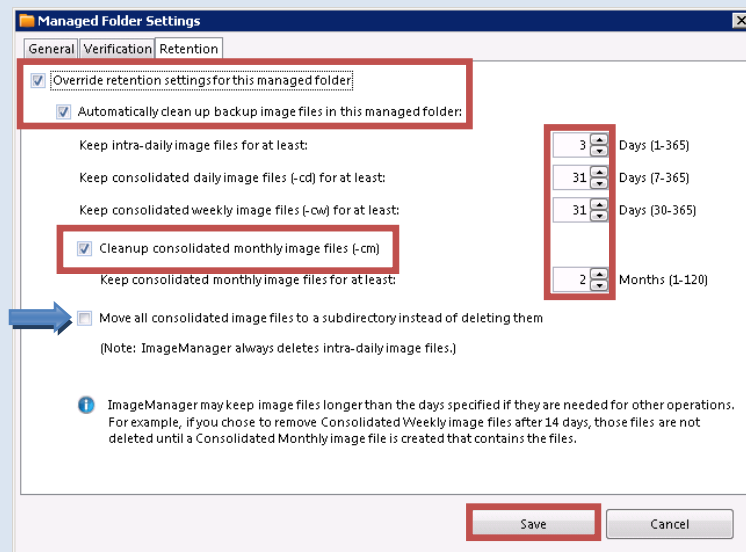 Managed Folder Settings
General Verification Retention
Override retention settings for this managed folder
Automatically clean up backup image files in this managed folder:
Keep intra-daily image files for at least: 3 Days (1-365)
Keep consolidated daily image files (-cd) for at least: 31 Days (7-365)
Keep consolidated weekly image files (-cw) for at least: 31 Days (30-365)
Cleanup consolidated monthly image files (-cm)
Keep consolidated monthly image files for at least: 2 Months (1-120)
Move all consolidated image files to a subdirectory instead of deleting them
(Note: ImageManager always deletes intra-daily image files.)
ImageManager may keep image files longer than the days specified if they are needed for other operations.
For example, if you chose to remove Consolidated Weekly image files after 14 days, those files are not
deleted until a Consolidated Monthly image file is created that contains the files.
Save Cancel